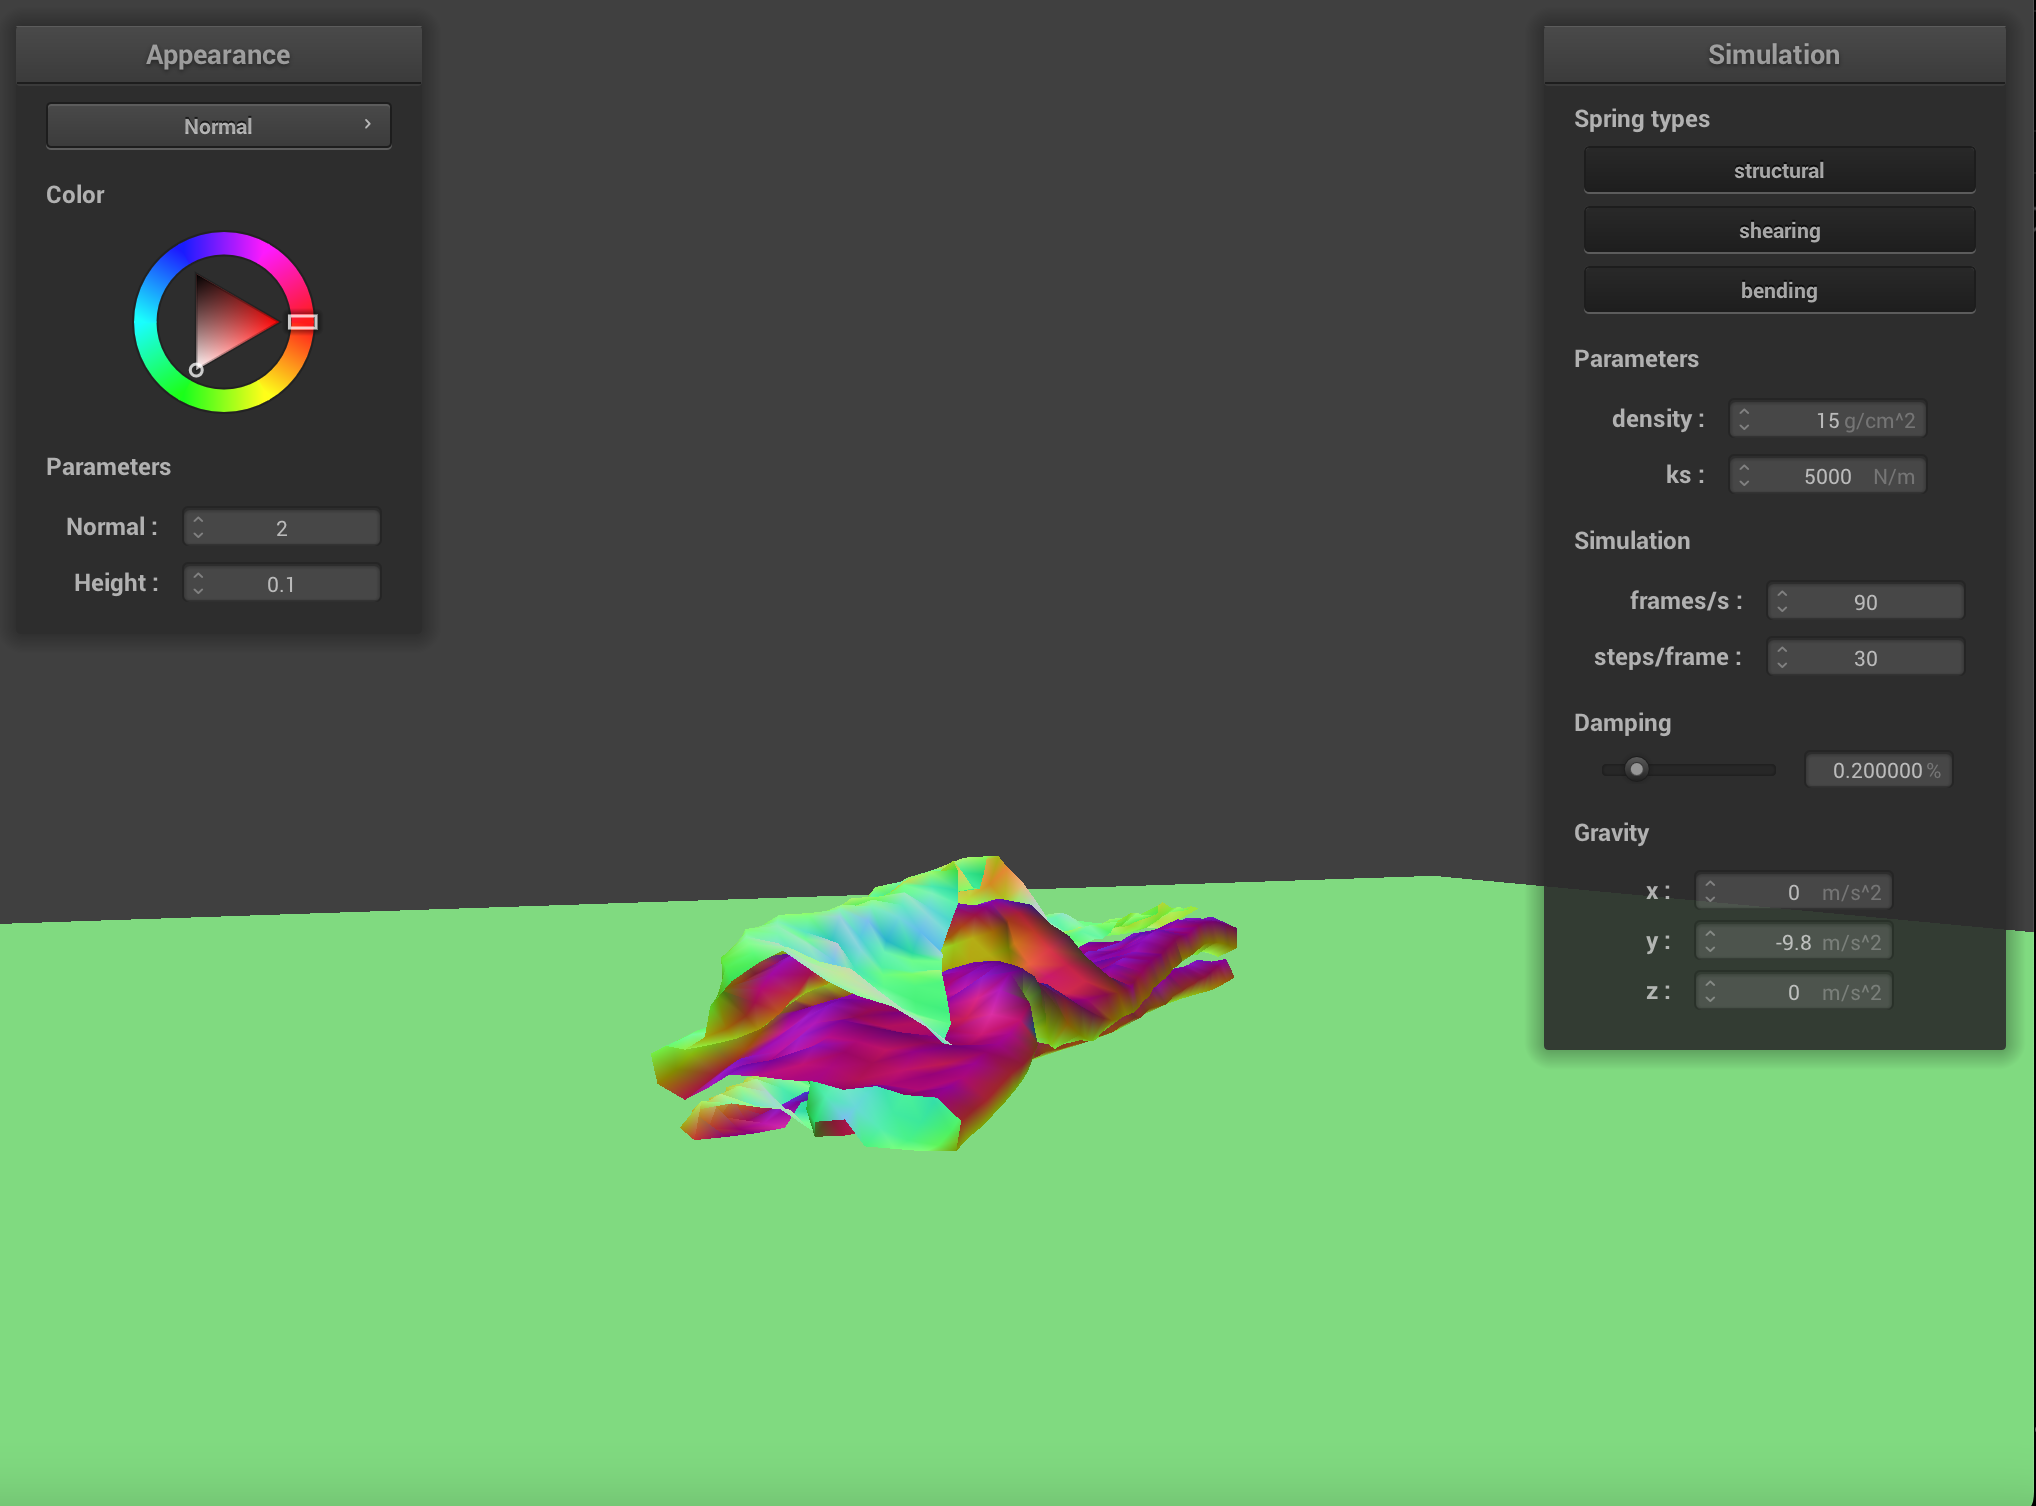 Appearance
Normal
Color
Parameters
Normal : 2
Height : 0.1
Simulation
Spring types
structural
shearing
bending
Parameters
density : 15 g/cm^2
ks : 5000 N/m
Simulation
frames/s : 90
steps/frame : 30
Damping
0.200000 %
Gravity
x : 0 m/s^2
y : -9.8 m/s^2
z : 0 m/s^2